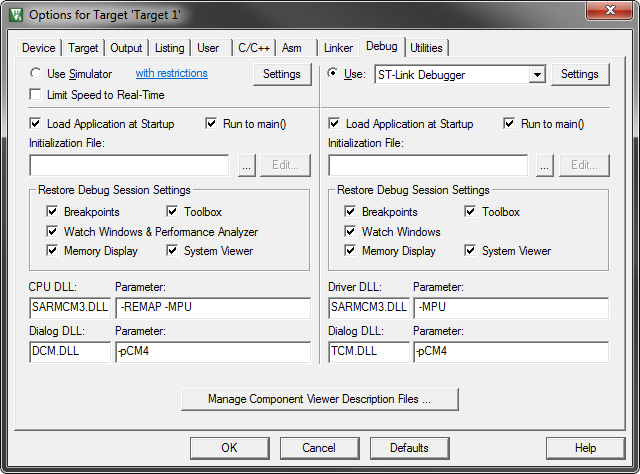 Options for Target 'Target 1'
Device Target Output Listing User C/C++ Asm Linker Debug Utilities
Use Simulator with restrictions Settings Use: ST-Link Debugger Settings
Limit Speed to Real-Time
Load Application at Startup Run to main() Load Application at Startup Run to main()
Initialization File: Initialization File:
... Edit... ... Edit...
Restore Debug Session Settings Restore Debug Session Settings
Breakpoints Toolbox Breakpoints Toolbox
Watch Windows & Performance Analyzer Watch Windows
Memory Display System Viewer Memory Display System Viewer
CPU DLL: Parameter: Driver DLL: Parameter:
SARMCM3.DLL -REMAP -MPU SARMCM3.DLL -MPU
Dialog DLL: Parameter: Dialog DLL: Parameter:
DCM.DLL -pCM4 TCM.DLL -pCM4
Manage Component Viewer Description Files ...
OK Cancel Defaults Help